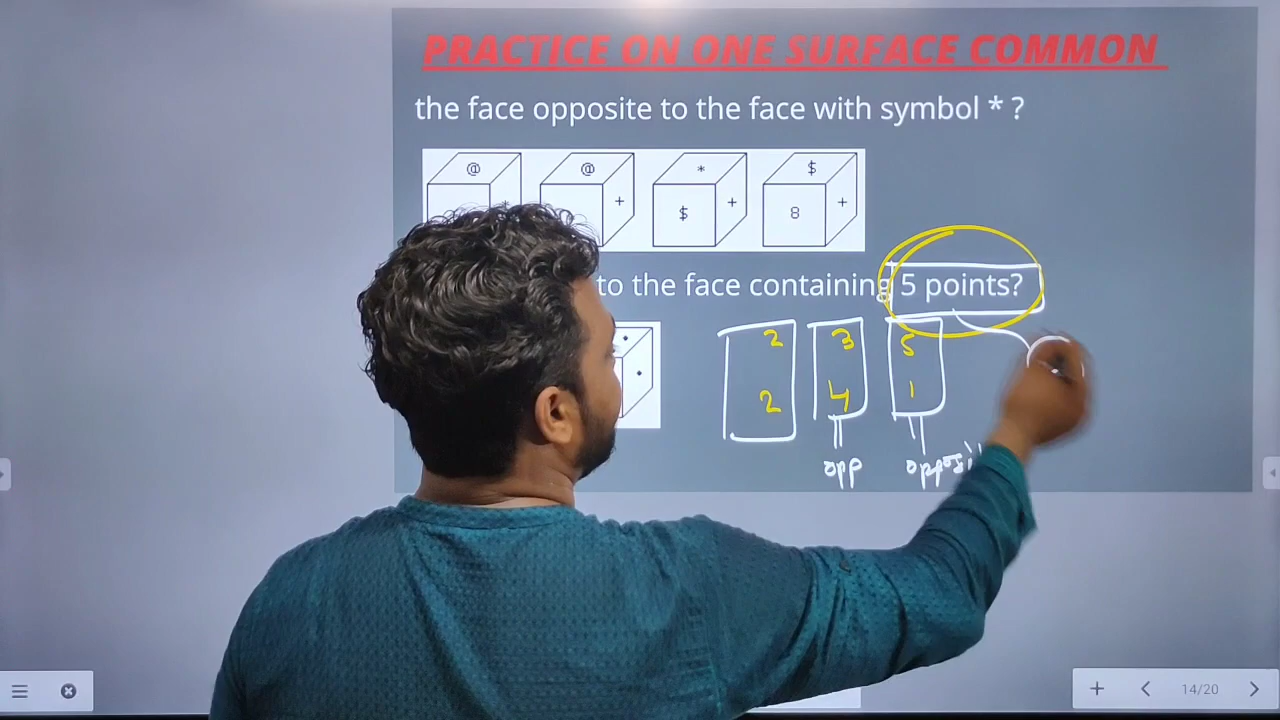 PRACTICE ON ONE SURFACE COMMON
the face opposite to the face with symbol * ?
@ @ * $
* + $ + 8 +
to the face containing 5 points?
2 3 5
2 4 1
opp
14/20